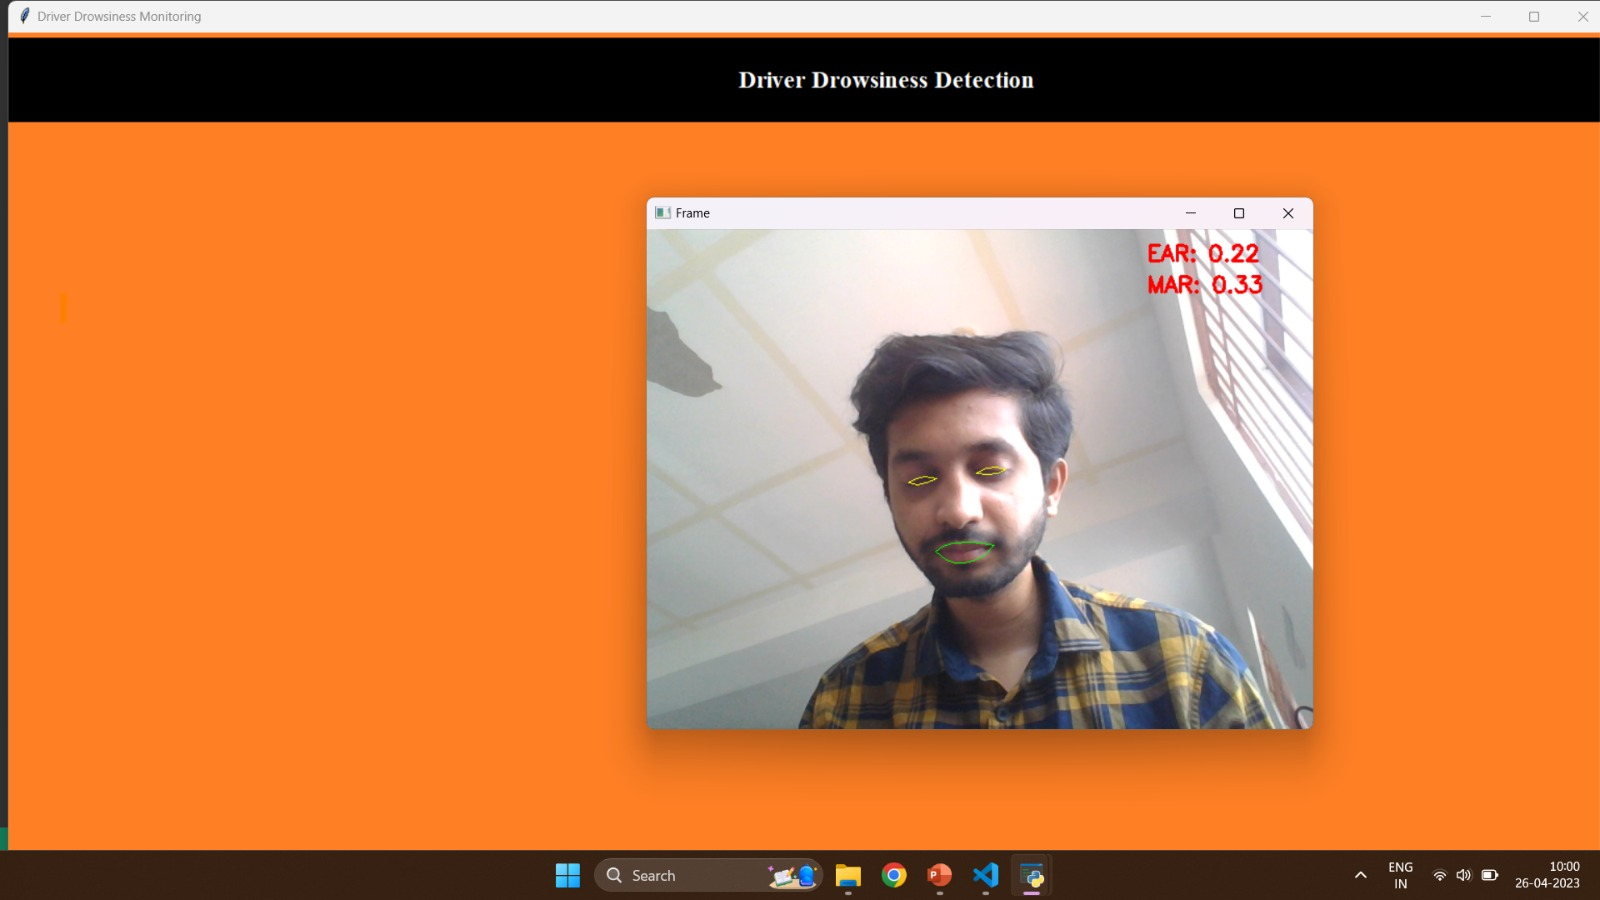 Driver Drowsiness Monitoring
Driver Drowsiness Detection
Frame
EAR: 0.22
MAR: 0.33
Search
P
ENG
IN
10:00
26-04-2023